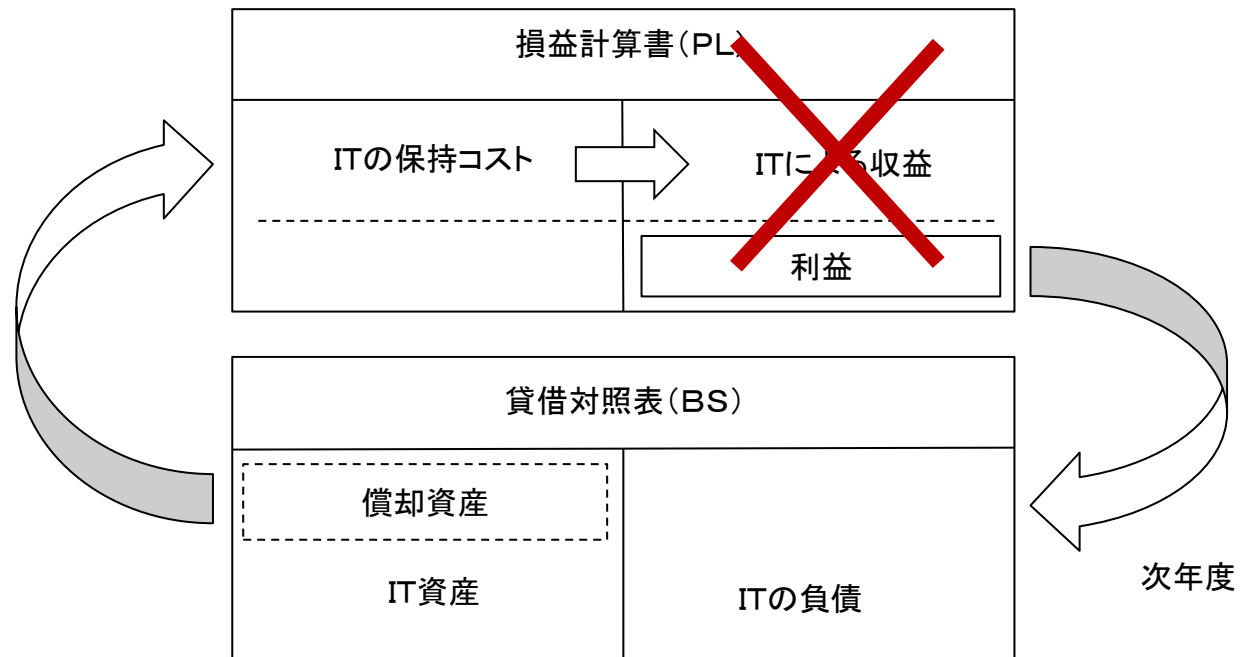 損益計算書(PL)
ITの保持コスト
ITによる収益
利益
貸借対照表(BS)
償却資産
IT資産
ITの負債
次年度